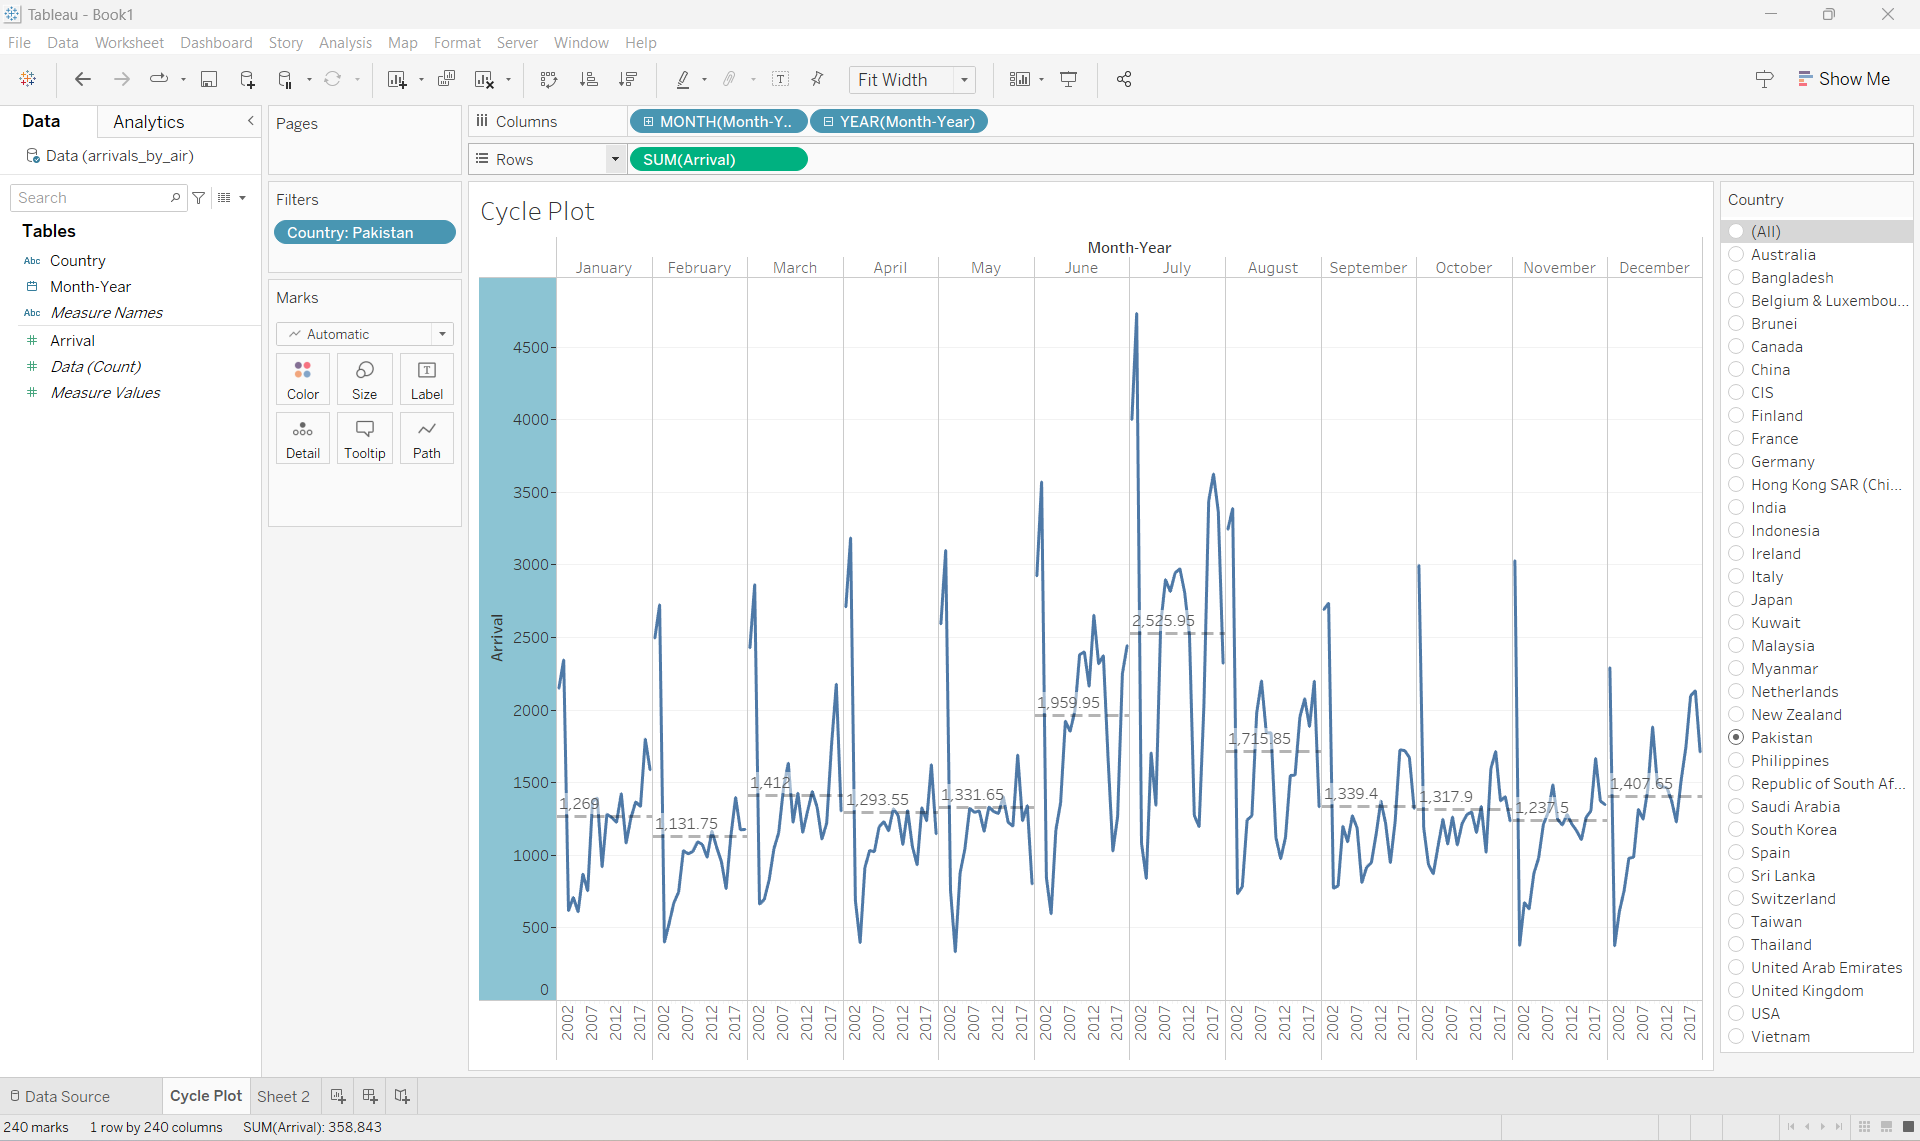 Tableau - Book1
File Data Worksheet Dashboard Story Analysis Map Format Server Window Help
Fit Width
Show Me
Data Analytics
Data (arrivals_by_air)
Search
Tables
Abc Country
Month-Year
Abc Measure Names
Arrival
Data (Count)
Measure Values
Pages
Filters
Country: Pakistan
Marks
Automatic
Color Size Label
Detail Tooltip Path
Columns MONTH(Month-Y.. YEAR(Month-Year)
Rows SUM(Arrival)
Cycle Plot
Month-Year
January February March April May June July August September October November December
Arrival
4500
4000
3500
3000
2500
2000
1500
1000
500
0
1,269
1,131.75
1,412
1,293.55
1,331.65
1,959.95
2,525.95
1,715.85
1,339.4
1,317.9
1,237.5
1,407.65
2002 2007 2012 2017 2002 2007 2012 2017 2002 2007 2012 2017 2002 2007 2012 2017 2002 2007 2012 2017 2002 2007 2012 2017 2002 2007 2012 2017 2002 2007 2012 2017 2002 2007 2012 2017 2002 2007 2012 2017 2002 2007 2012 2017 2002 2007 2012 2017
Country
(All)
Australia
Bangladesh
Belgium & Luxembou...
Brunei
Canada
China
CIS
Finland
France
Germany
Hong Kong SAR (Chi...
India
Indonesia
Ireland
Italy
Japan
Kuwait
Malaysia
Myanmar
Netherlands
New Zealand
Pakistan
Philippines
Republic of South Af...
Saudi Arabia
South Korea
Spain
Sri Lanka
Switzerland
Taiwan
Thailand
United Arab Emirates
United Kingdom
USA
Vietnam
Data Source Cycle Plot Sheet 2
240 marks 1 row by 240 columns SUM(Arrival): 358,843